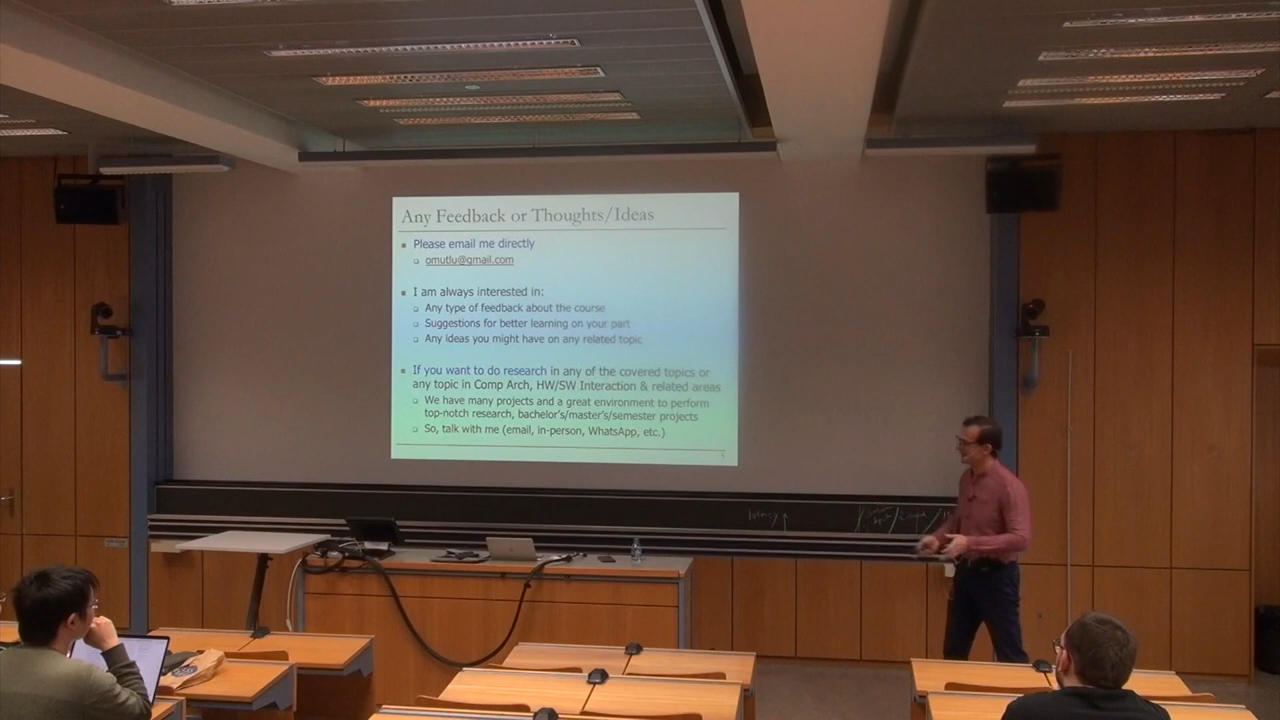 Any Feedback or Thoughts/Ideas
Please email me directly
omutlu@gmail.com
I am always interested in:
Any type of feedback about the course
Suggestions for better learning on your part
Any ideas you might have on any related topic
If you want to do research in any of the covered topics or
any topic in Comp Arch, HW/SW Interaction & related areas
We have many projects and a great environment to perform
top-notch research, bachelor's/master's/semester projects
So, talk with me (email, in-person, WhatsApp, etc.)
5